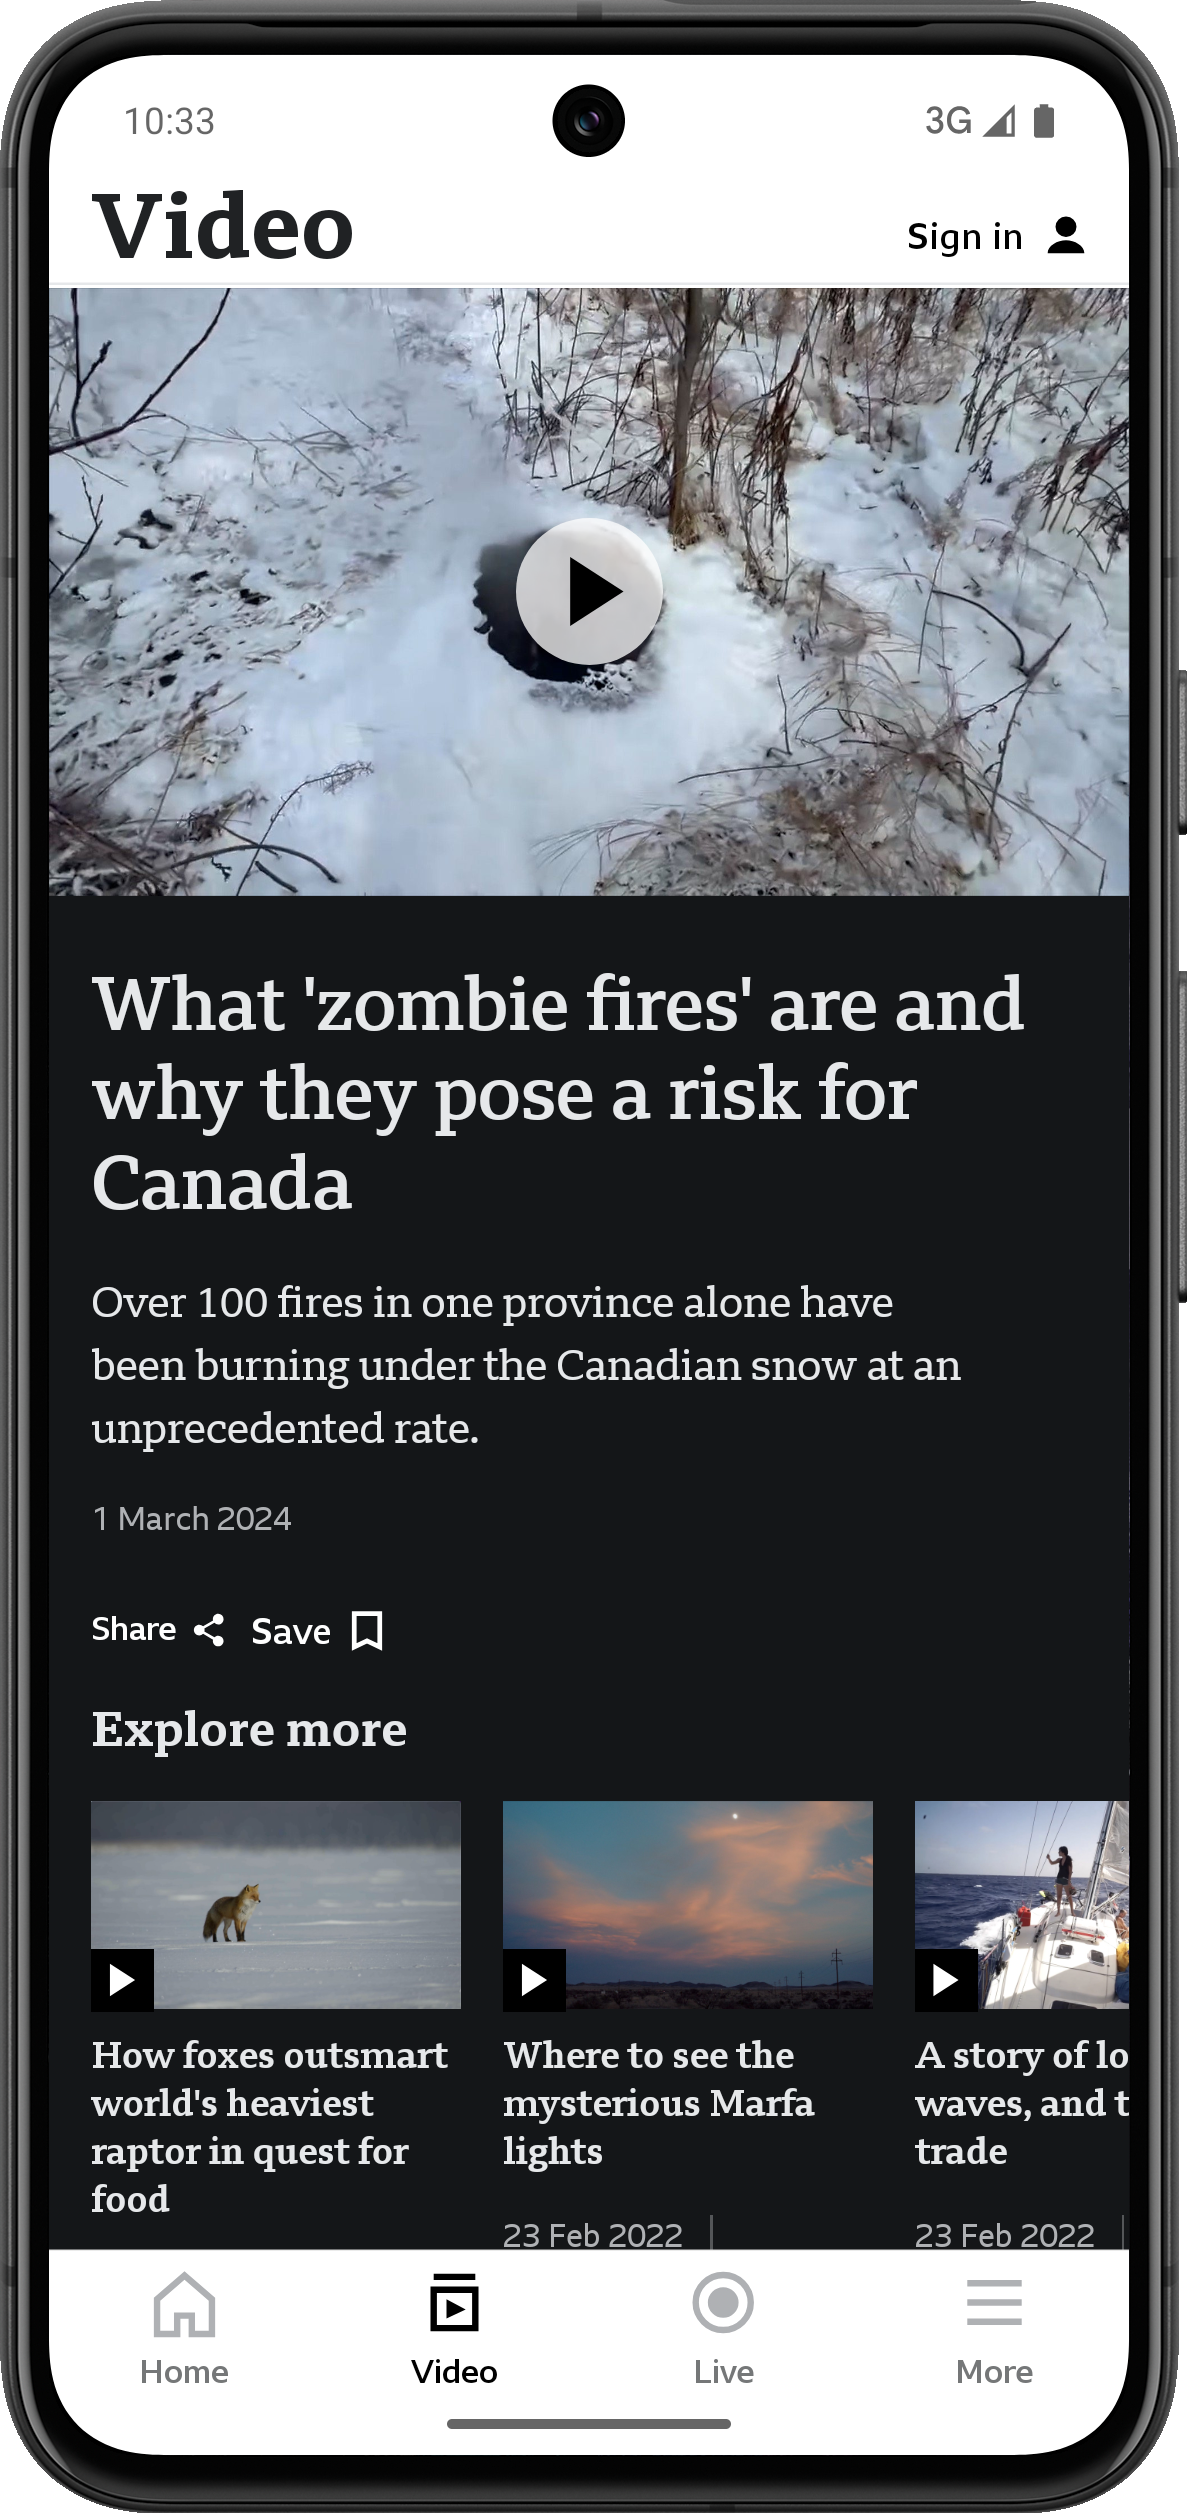 10:33
3G
Video
Sign in
What 'zombie fires' are and
why they pose a risk for
Canada
Over 100 fires in one province alone have
been burning under the Canadian snow at an
unprecedented rate.
1 March 2024
Share Save
Explore more
How foxes outsmart
world's heaviest
raptor in quest for
food
Where to see the
mysterious Marfa
lights
23 Feb 2022
A story of
waves, and
trade
23 Feb 2022
Home Video Live More